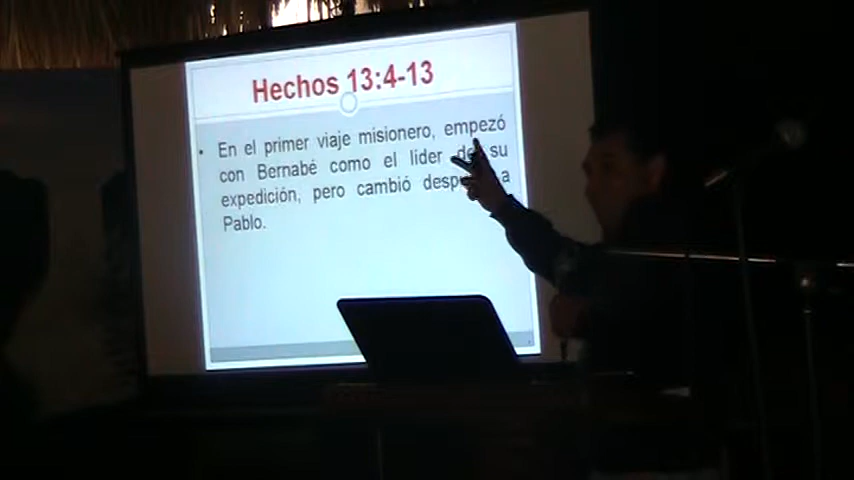 Hechos 13:4-13
• En el primer viaje misionero, empezó
con Bernabé como el líder de su
expedición, pero cambió a
Pablo.